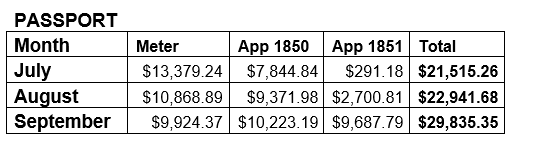 PASSPORT
Month Meter App 1850 App 1851 Total
July $13,379.24 $7,844.84 $291.18 $21,515.26
August $10,868.89 $9,371.98 $2,700.81 $22,941.68
September $9,924.37 $10,223.19 $9,687.79 $29,835.35